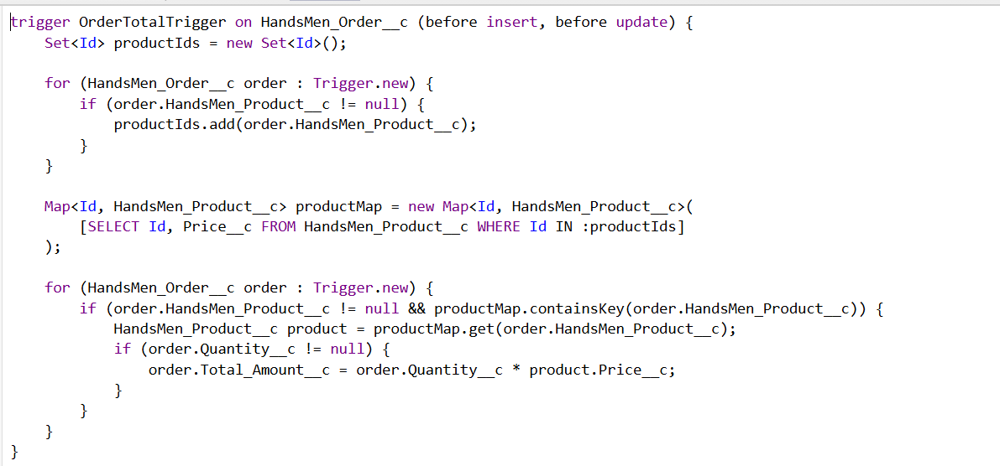 trigger OrderTotalTrigger on HandsMen_Order__c (before insert, before update) {
    Set<Id> productIds = new Set<Id>();

    for (HandsMen_Order__c order : Trigger.new) {
        if (order.HandsMen_Product__c != null) {
            productIds.add(order.HandsMen_Product__c);
        }
    }

    Map<Id, HandsMen_Product__c> productMap = new Map<Id, HandsMen_Product__c>(
        [SELECT Id, Price__c FROM HandsMen_Product__c WHERE Id IN :productIds]
    );

    for (HandsMen_Order__c order : Trigger.new) {
        if (order.HandsMen_Product__c != null && productMap.containsKey(order.HandsMen_Product__c)) {
            HandsMen_Product__c product = productMap.get(order.HandsMen_Product__c);
            if (order.Quantity__c != null) {
                order.Total_Amount__c = order.Quantity__c * product.Price__c;
            }
        }
    }
}